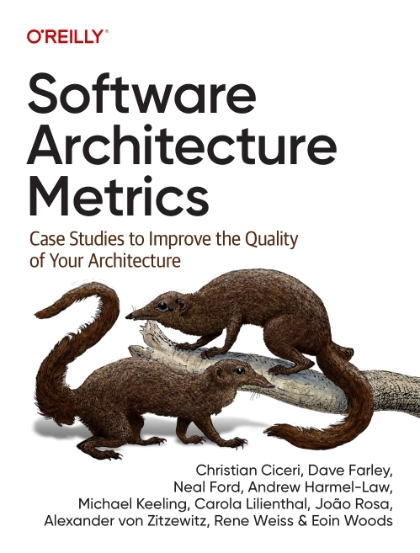 O'REILLY®
Software
Architecture
Metrics
Case Studies to Improve the Quality
of Your Architecture
Christian Ciceri, Dave Farley,
Neal Ford, Andrew Harmel-Law,
Michael Keeling, Carola Lilienthal, João Rosa,
Alexander von Zitzewitz, Rene Weiss & Eoin Woods